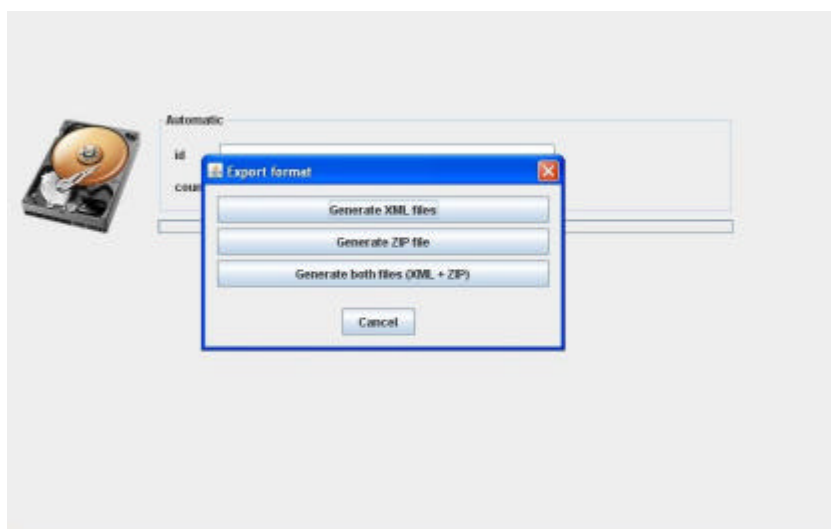 Automatic
id
Export format
Generate XML files
Generate ZIP file
Generate both files (XML + ZIP)
Cancel